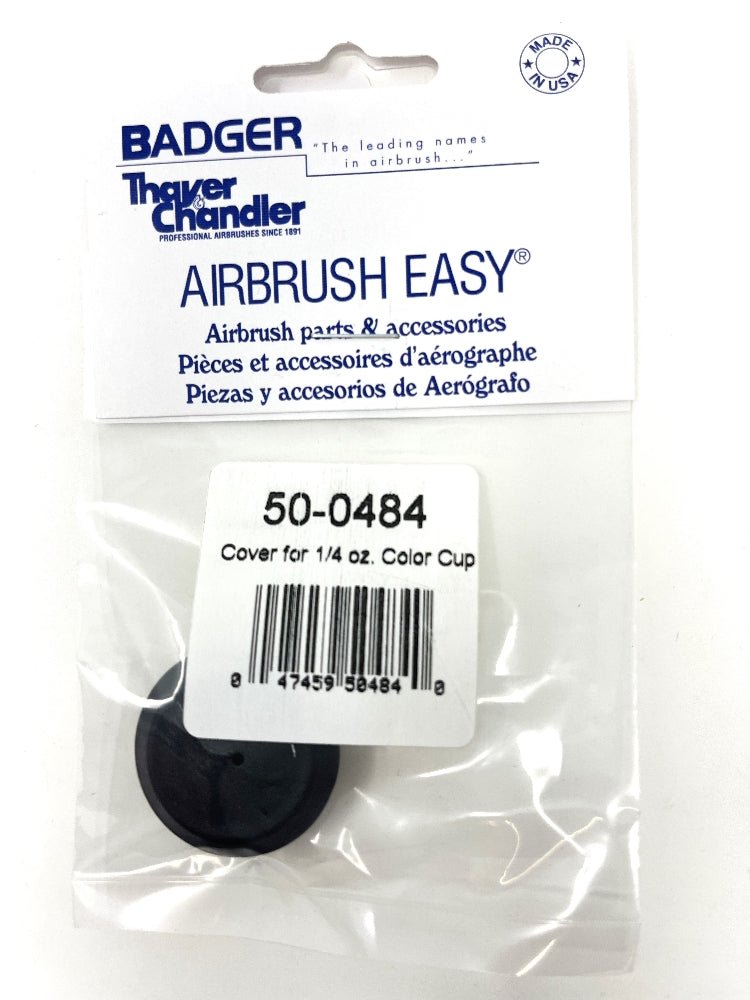 MADE IN USA
BADGER
"The leading names
in airbrush..."
Thayer
& Chandler
PROFESSIONAL AIRBRUSHES SINCE 1891
AIRBRUSH EASY®
Airbrush parts & accessories
Pièces et accessoires d'aérographe
Piezas y accesorios de Aerógrafo
50-0484
Cover for 1/4 oz. Color Cup
0 47459 50484 0